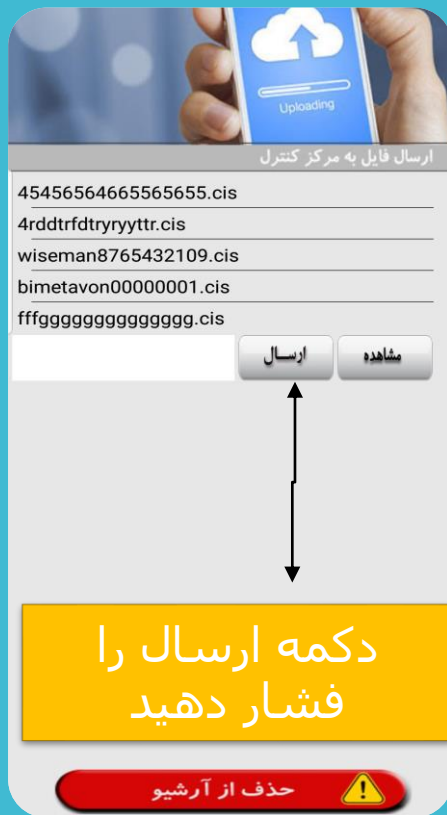 Uploading
ارسال فایل به مرکز کنترل
45456564665565655.cis
4rddtrfdtryryyttr.cis
wiseman8765432109.cis
bimetavon00000001.cis
fffgggggggggggggg.cis
مشاهده
ارسال
دکمه ارسال را
فشار دهید
حذف از آرشیو